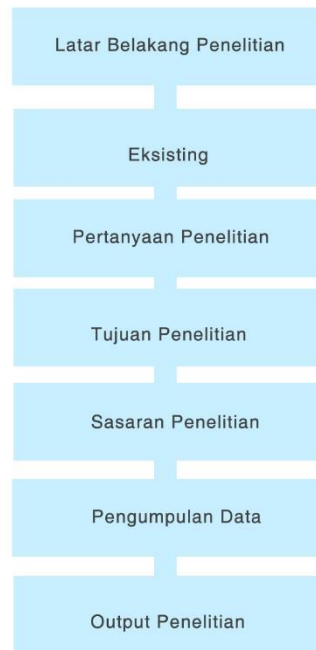 Latar Belakang Penelitian
Eksisting
Pertanyaan Penelitian
Tujuan Penelitian
Sasaran Penelitian
Pengumpulan Data
Output Penelitian